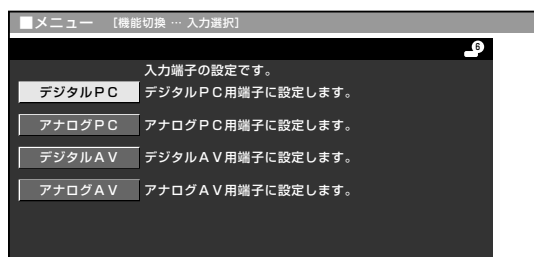 ■メニュー [機能切換 … 入力選択]
6
入力端子の設定です。
デジタルPC デジタルPC用端子に設定します。
アナログPC アナログPC用端子に設定します。
デジタルAV デジタルAV用端子に設定します。
アナログAV アナログAV用端子に設定します。